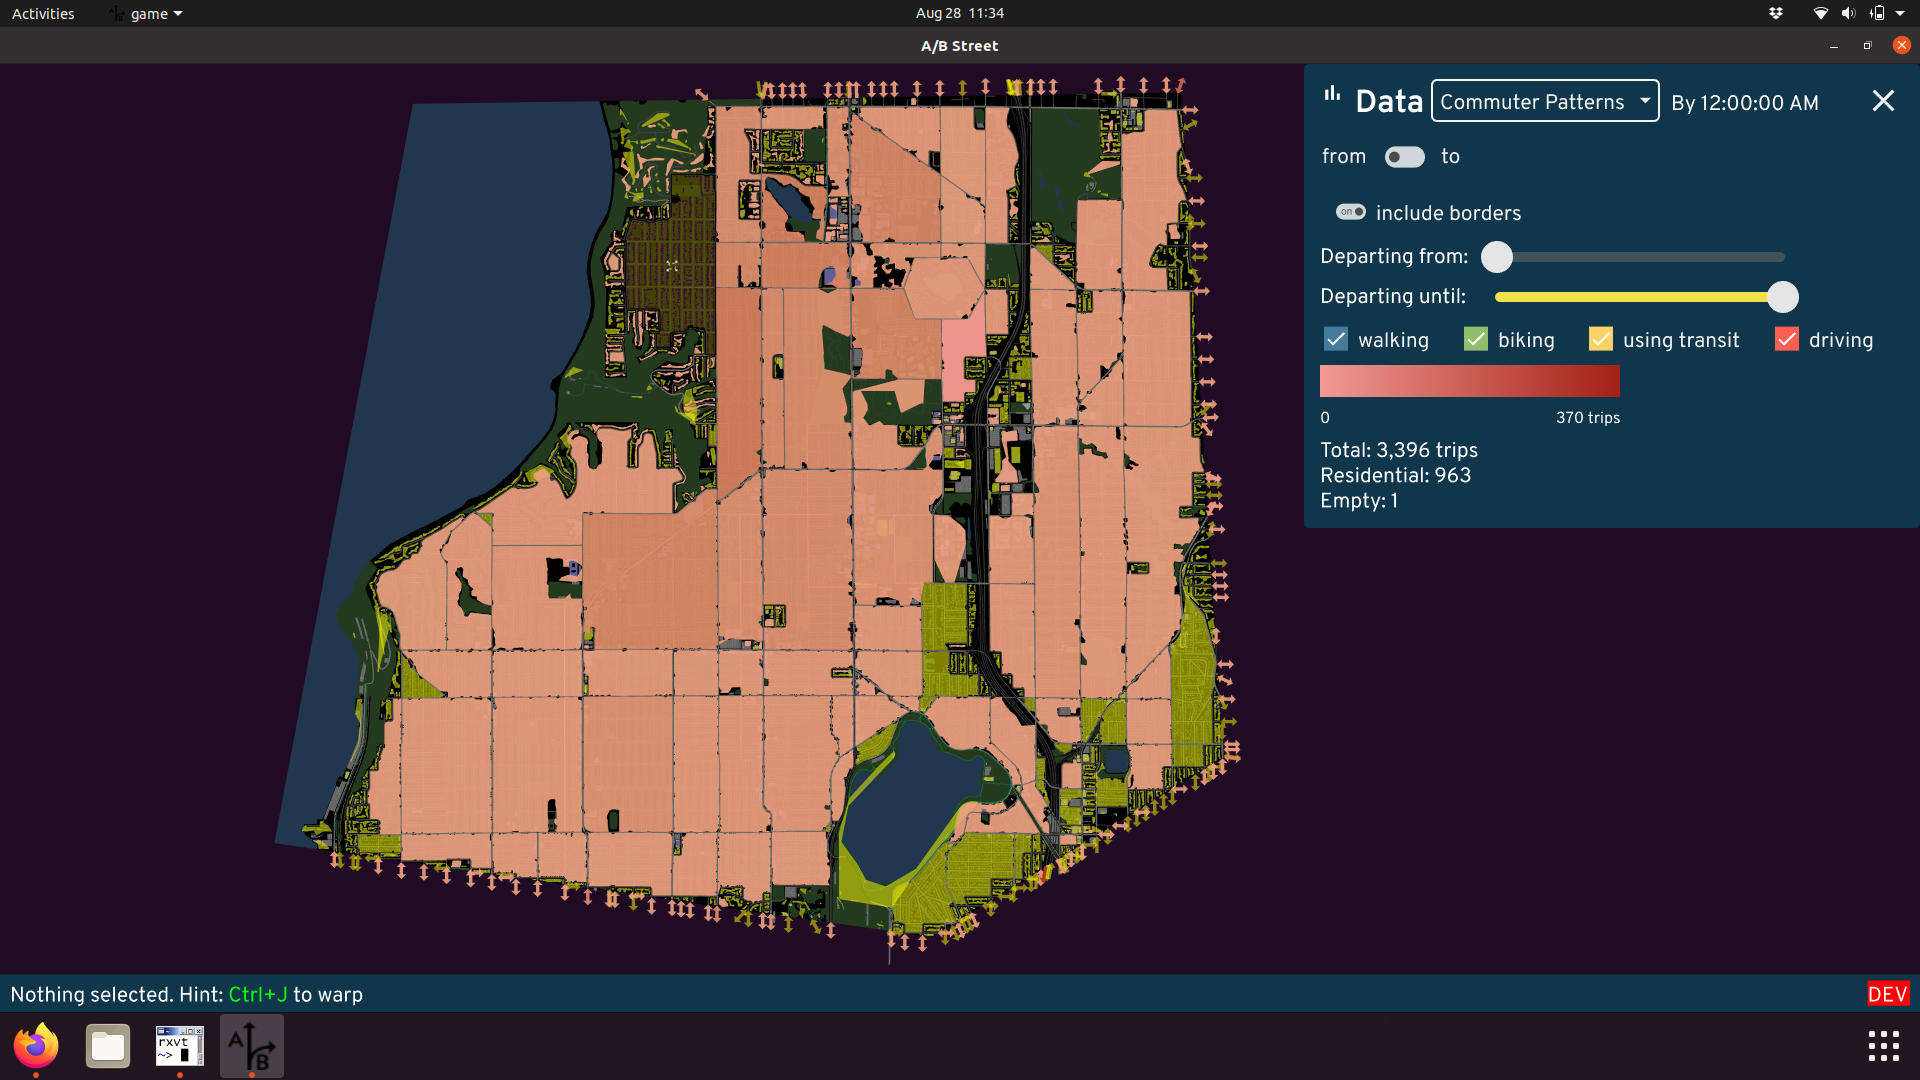 Activities
game
Aug 28 11:34
A/B Street
Data
Commuter Patterns
By 12:00:00 AM
from
to
on
include borders
Departing from:
Departing until:
walking
biking
using transit
driving
0
370 trips
Total: 3,396 trips
Residential: 963
Empty: 1
Nothing selected. Hint: Ctrl+J to warp
DEV
rxvt
~>
A
B